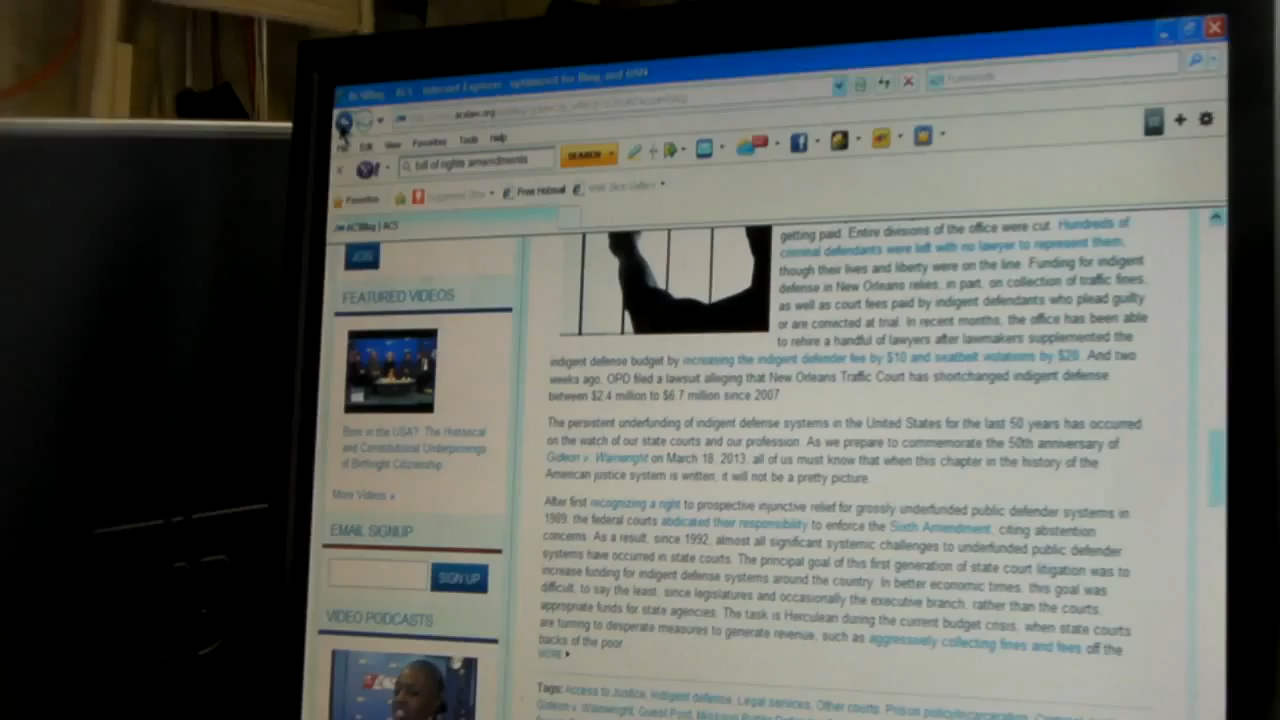 Internet Explorer optimized for Bing and MSN
acslaw.org
Edit View Favorites Tools Help
bill of rights amendments
SEARCH
Favorites
Free Hotmail
Web Slice Gallery
ACSBlog | ACS
JOIN
FEATURED VIDEOS
Born in the USA? The Historical
and Constitutional Underpinnings
of Birthright Citizenship
More Videos »
EMAIL SIGNUP
SIGN UP
VIDEO PODCASTS
getting paid. Entire divisions of the office were cut. Hundreds of
criminal defendants were left with no lawyer to represent them,
though their lives and liberty were on the line. Funding for indigent
defense in New Orleans relies, in part, on collection of traffic fines,
as well as court fees paid by indigent defendants who plead guilty
or are convicted at trial. In recent months, the office has been able
to rehire a handful of lawyers after lawmakers supplemented the
indigent defense budget by increasing the indigent defender fee by $10 and seatbelt violations by $20. And two
weeks ago, OPD filed a lawsuit alleging that New Orleans Traffic Court has shortchanged indigent defense
between $2.4 million to $6.7 million since 2007
The persistent underfunding of indigent defense systems in the United States for the last 50 years has occurred
on the watch of our state courts and our profession. As we prepare to commemorate the 50th anniversary of
Gideon v. Wainwright on March 18, 2013, all of us must know that when this chapter in the history of the
American justice system is written, it will not be a pretty picture.
After first recognizing a right to prospective injunctive relief for grossly underfunded public defender systems in
1989, the federal courts abdicated their responsibility to enforce the Sixth Amendment, citing abstention
concerns. As a result, since 1992, almost all significant systemic challenges to underfunded public defender
systems have occurred in state courts. The principal goal of this first generation of state court litigation was to
increase funding for indigent defense systems around the country. In better economic times, this goal was
difficult, to say the least, since legislatures and occasionally the executive branch, rather than the courts,
appropriate funds for state agencies. The task is Herculean during the current budget crisis, when state courts
are turning to desperate measures to generate revenue, such as aggressively collecting fines and fees off the
backs of the poor
MORE
Tags: Access to Justice, Indigent defense, Legal services, Other courts, Prison policy/incarceration,
Gideon v. Wainwright, Guest Post,